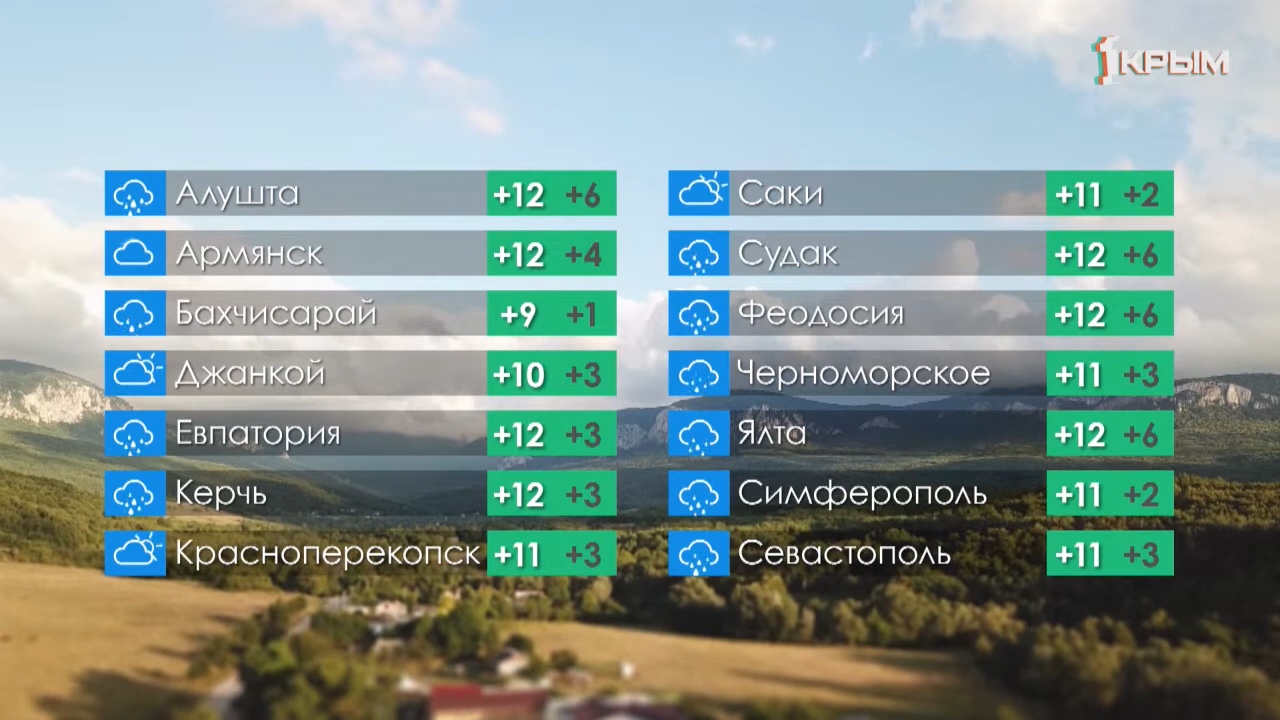 1КРЫМ
Алушта +12 +6
Армянск +12 +4
Бахчисарай +9 +1
Джанкой +10 +3
Евпатория +12 +3
Керчь +12 +3
Красноперекопск +11 +3
Саки +11 +2
Судак +12 +6
Феодосия +12 +6
Черноморское +11 +3
Ялта +12 +6
Симферополь +11 +2
Севастополь +11 +3